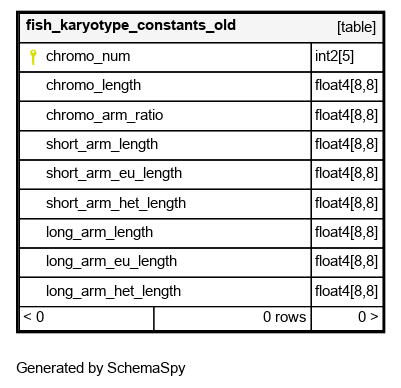 fish_karyotype_constants_old [table]
chromo_num int2[5]
chromo_length float4[8,8]
chromo_arm_ratio float4[8,8]
short_arm_length float4[8,8]
short_arm_eu_length float4[8,8]
short_arm_het_length float4[8,8]
long_arm_length float4[8,8]
long_arm_eu_length float4[8,8]
long_arm_het_length float4[8,8]
< 0 0 rows 0 >
Generated by SchemaSpy